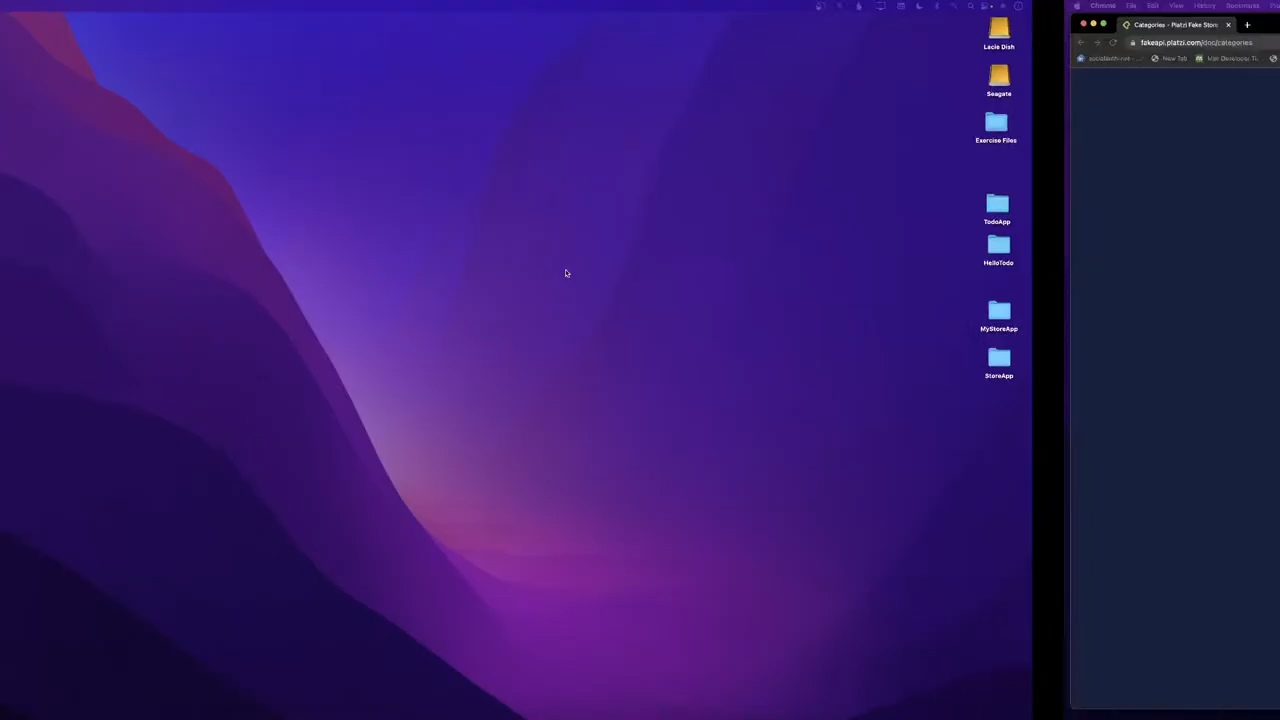 Lacie Dish
Seagate
Exercise Files
TodoApp
HelloTodo
MyStoreApp
StoreApp
Chrome File Edit View History Bookmarks
Categories - Platzi Fake Store
fakeapi.platzi.com/doc/categories
New Tab